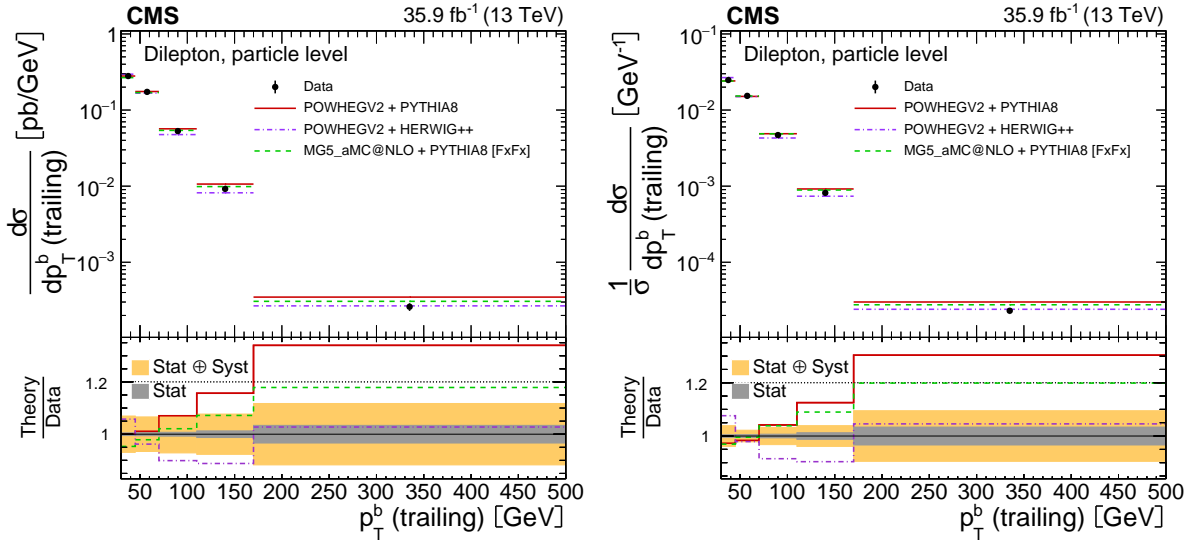 CMS 35.9 fb⁻¹ (13 TeV)
Dilepton, particle level
Data
POWHEGV2 + PYTHIA8
POWHEGV2 + HERWIG++
MG5_aMC@NLO + PYTHIA8 [FxFx]
1
10⁻¹
10⁻²
10⁻³
dσ / dp_T^b (trailing) [pb/GeV]
Stat ⊕ Syst
Stat
1.2
1
Theory / Data
50 100 150 200 250 300 350 400 450 500
p_T^b (trailing) [GeV]
CMS 35.9 fb⁻¹ (13 TeV)
Dilepton, particle level
Data
POWHEGV2 + PYTHIA8
POWHEGV2 + HERWIG++
MG5_aMC@NLO + PYTHIA8 [FxFx]
10⁻¹
10⁻²
10⁻³
10⁻⁴
1/σ dσ / dp_T^b (trailing) [GeV⁻¹]
Stat ⊕ Syst
Stat
1.2
1
Theory / Data
50 100 150 200 250 300 350 400 450 500
p_T^b (trailing) [GeV]